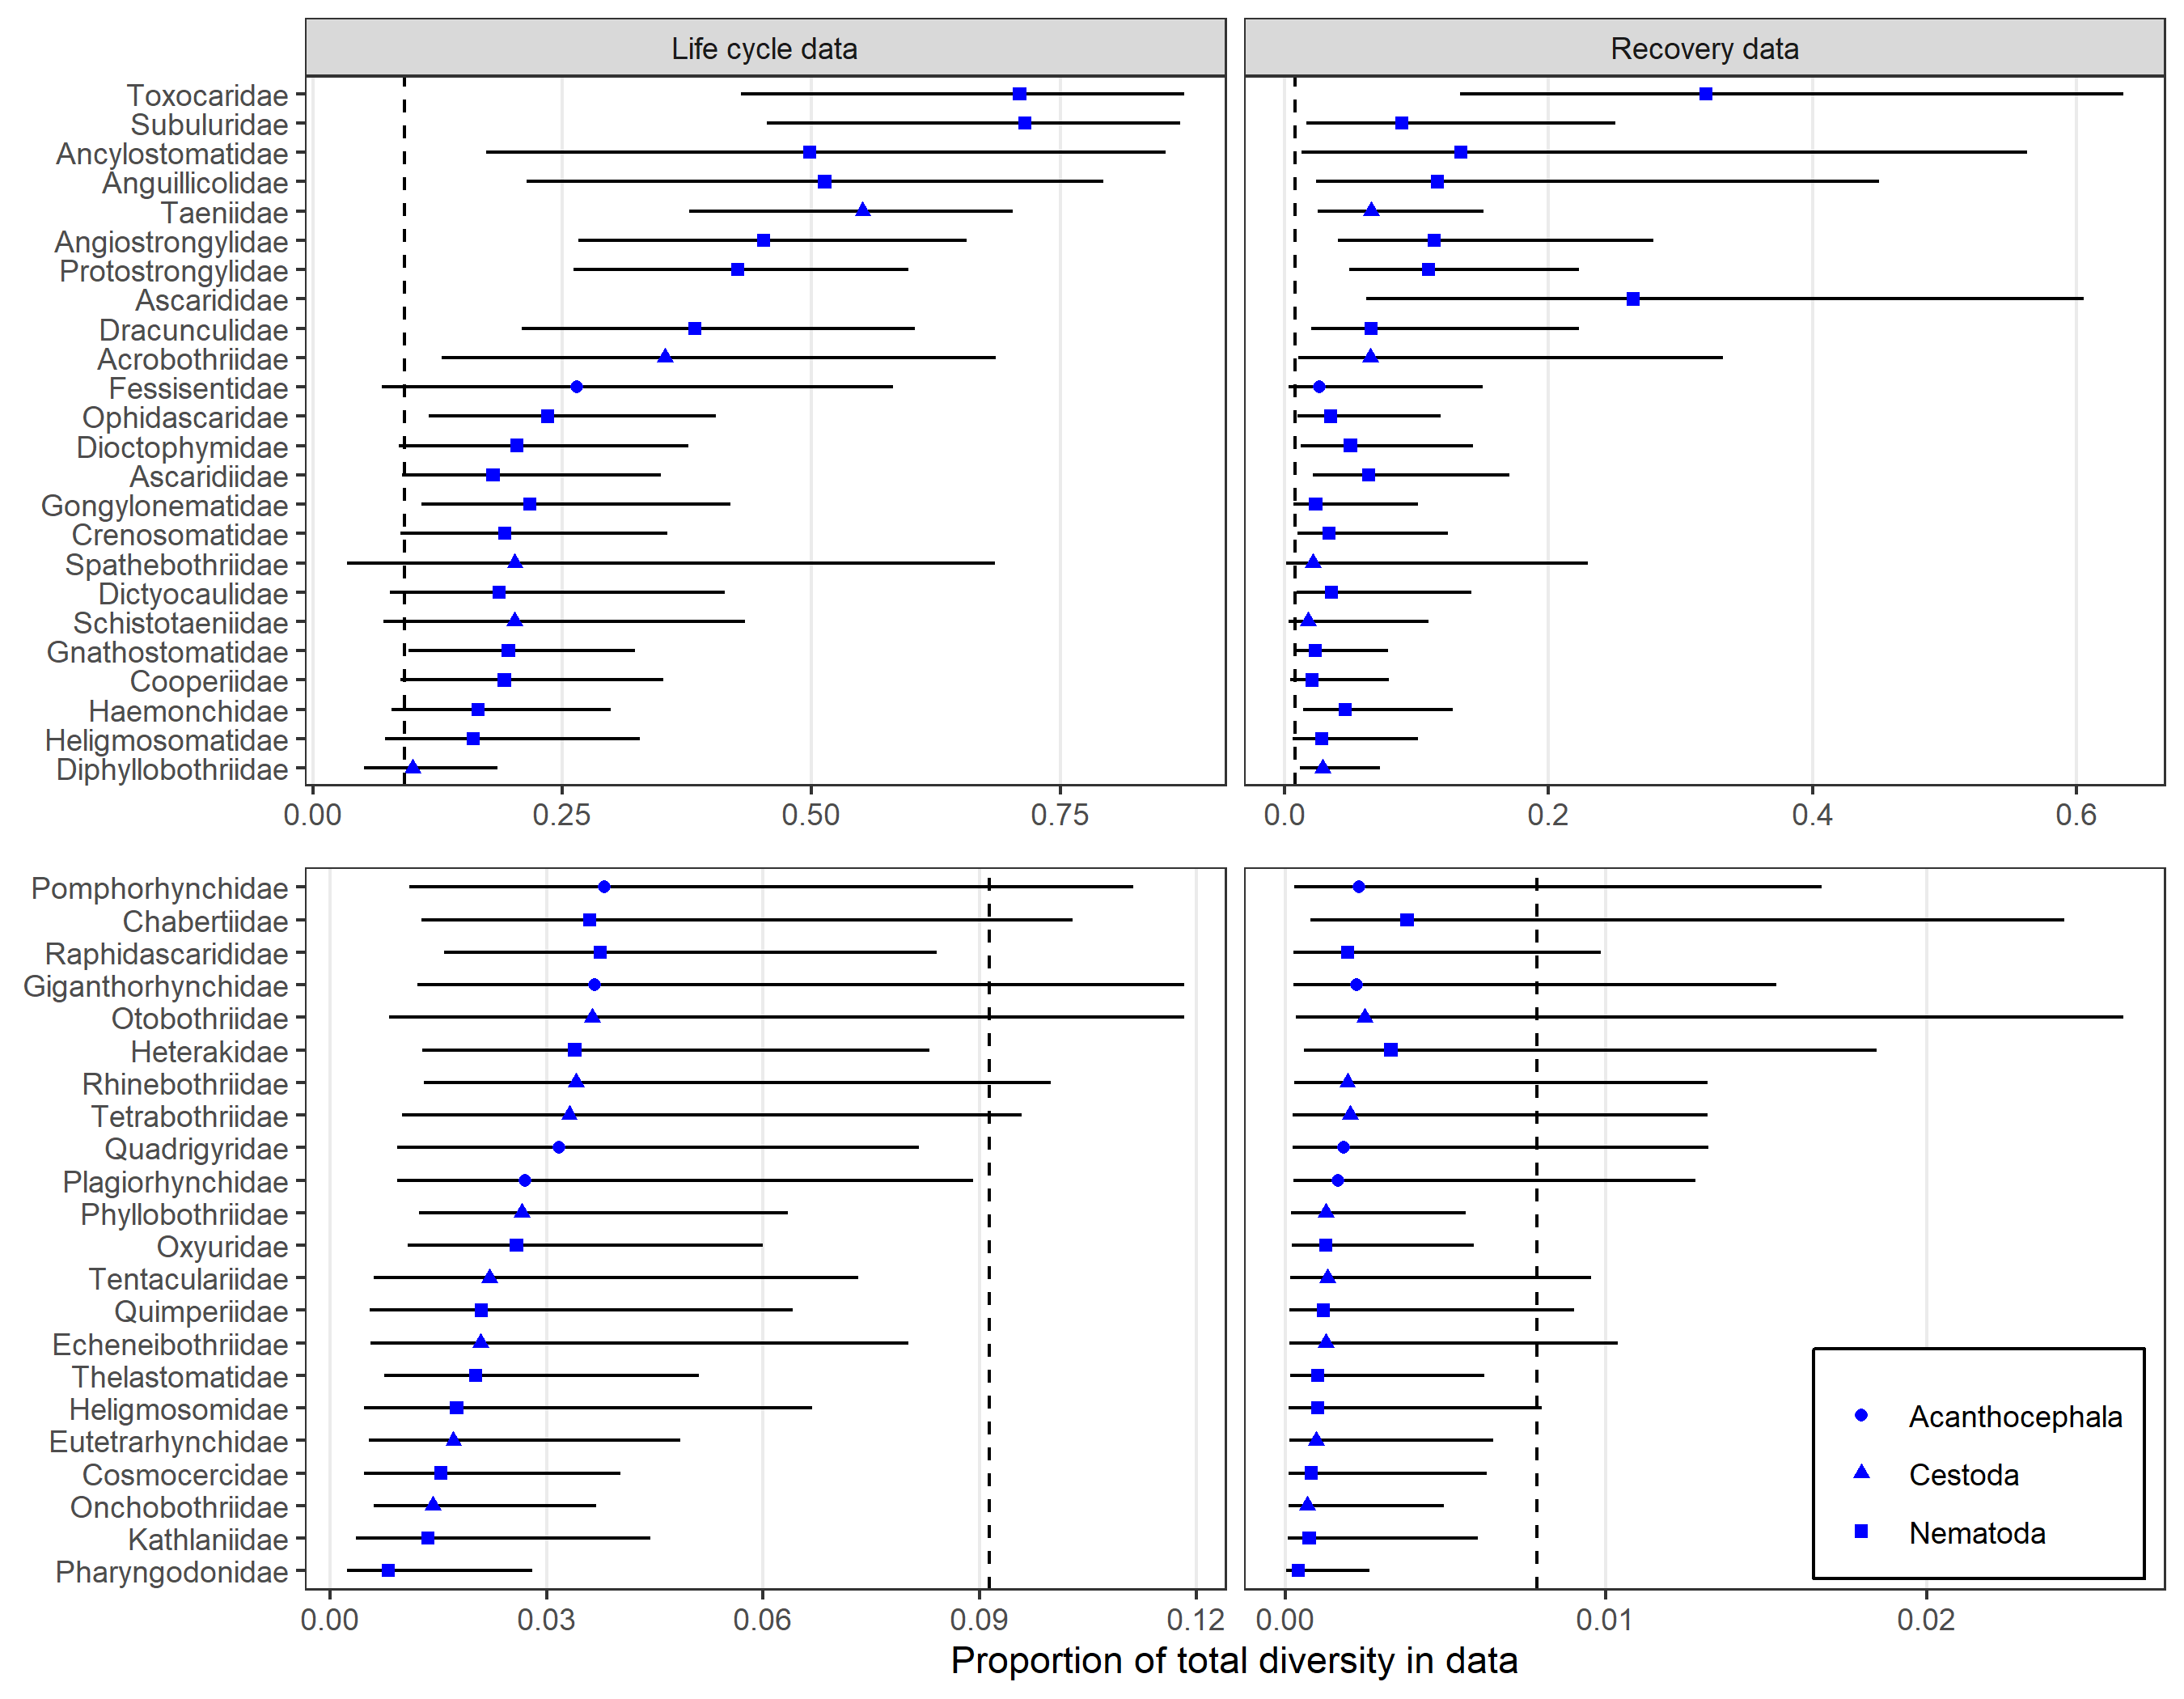 Life cycle data
Recovery data
Toxocaridae
Subuluridae
Ancylostomatidae
Anguillicolidae
Taeniidae
Angiostrongylidae
Protostrongylidae
Ascarididae
Dracunculidae
Acrobothriidae
Fessisentidae
Ophidascaridae
Dioctophymidae
Ascaridiidae
Gongylonematidae
Crenosomatidae
Spathebothriidae
Dictyocaulidae
Schistotaeniidae
Gnathostomatidae
Cooperiidae
Haemonchidae
Heligmosomatidae
Diphyllobothriidae
0.00 0.25 0.50 0.75
0.0 0.2 0.4 0.6
Pomphorhynchidae
Chabertiidae
Raphidascarididae
Giganthorhynchidae
Otobothriidae
Heterakidae
Rhinebothriidae
Tetrabothriidae
Quadrigyridae
Plagiorhynchidae
Phyllobothriidae
Oxyuridae
Tentaculariidae
Quimperiidae
Echeneibothriidae
Thelastomatidae
Heligmosomidae
Eutetrarhynchidae
Cosmocercidae
Onchobothriidae
Kathlaniidae
Pharyngodonidae
Acanthocephala
Cestoda
Nematoda
0.00 0.03 0.06 0.09 0.12
0.00 0.01 0.02
Proportion of total diversity in data